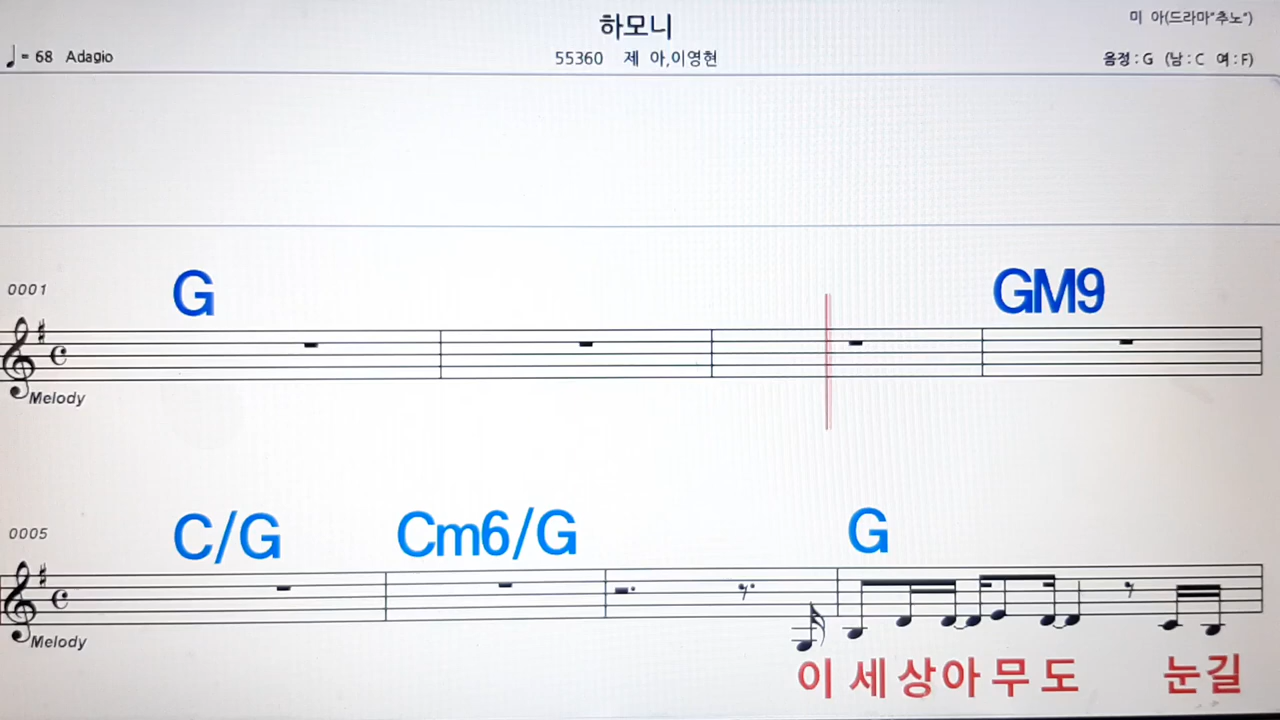 하모니
미 아(드라마"추노")
♩= 68 Adagio
55360 제 아,이영현
음정 : G (남 : C 여 : F)
0001
G
GM9
Melody
0005
C/G
Cm6/G
G
Melody
이 세 상 아 무 도 눈 길